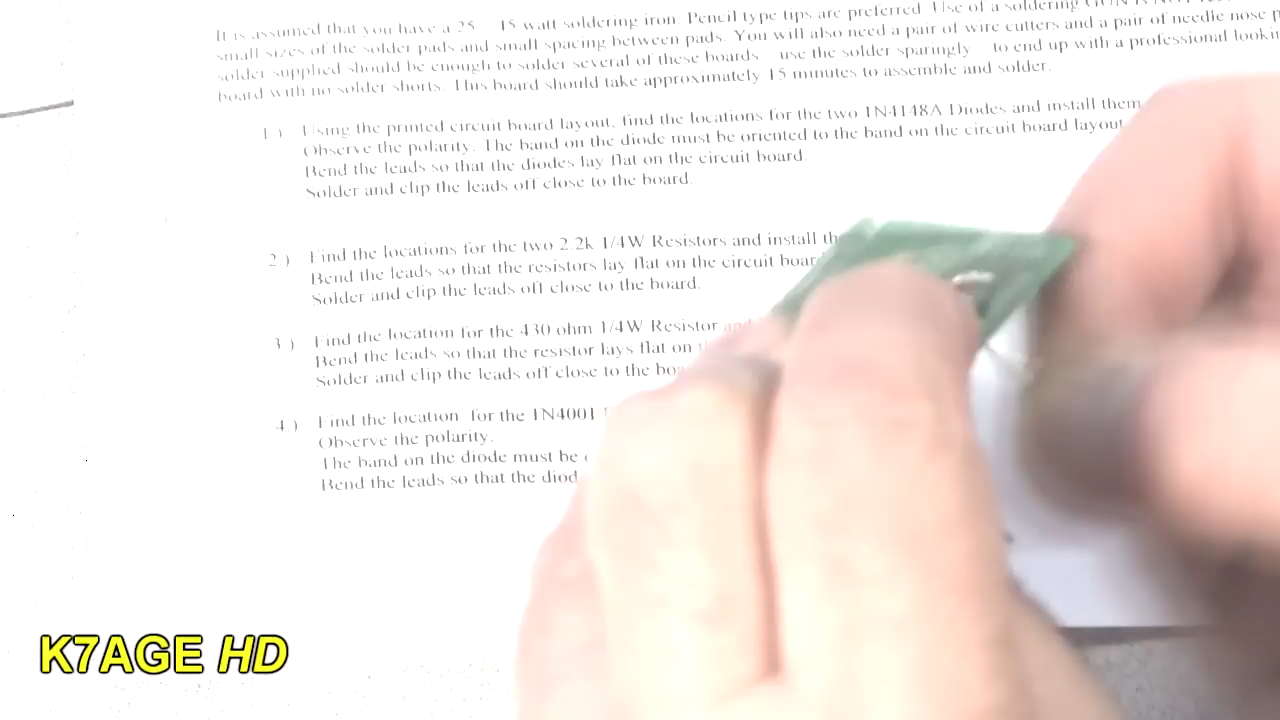 It is assumed that you have a 25 15 watt soldering iron. Pencil type tips are preferred. Use of a soldering
small sizes of the solder pads and small spacing between pads. You will also need a pair of wire cutters and a pair of needle nose p
solder supplied should be enough to solder several of these boards use the solder sparingly to end up with a professional looki
board with no solder shorts. This board should take approximately 15 minutes to assemble and solder.
1.) Using the printed circuit board layout, find the locations for the two 1N4148A Diodes and install them
Observe the polarity. The band on the diode must be oriented to the band on the circuit board layout
Bend the leads so that the diodes lay flat on the circuit board.
Solder and clip the leads off close to the board.
2.) Find the locations for the two 2.2k 1/4W Resistors and install th
Bend the leads so that the resistors lay flat on the circuit boar
Solder and clip the leads off close to the board.
3.) Find the location for the 430 ohm 1/4W Resistor and
Bend the leads so that the resistor lays flat on
Solder and clip the leads off close to the boa
4.) Find the location for the 1N4001
Observe the polarity.
The band on the diode must be
Bend the leads so that the diod
K7AGE HD